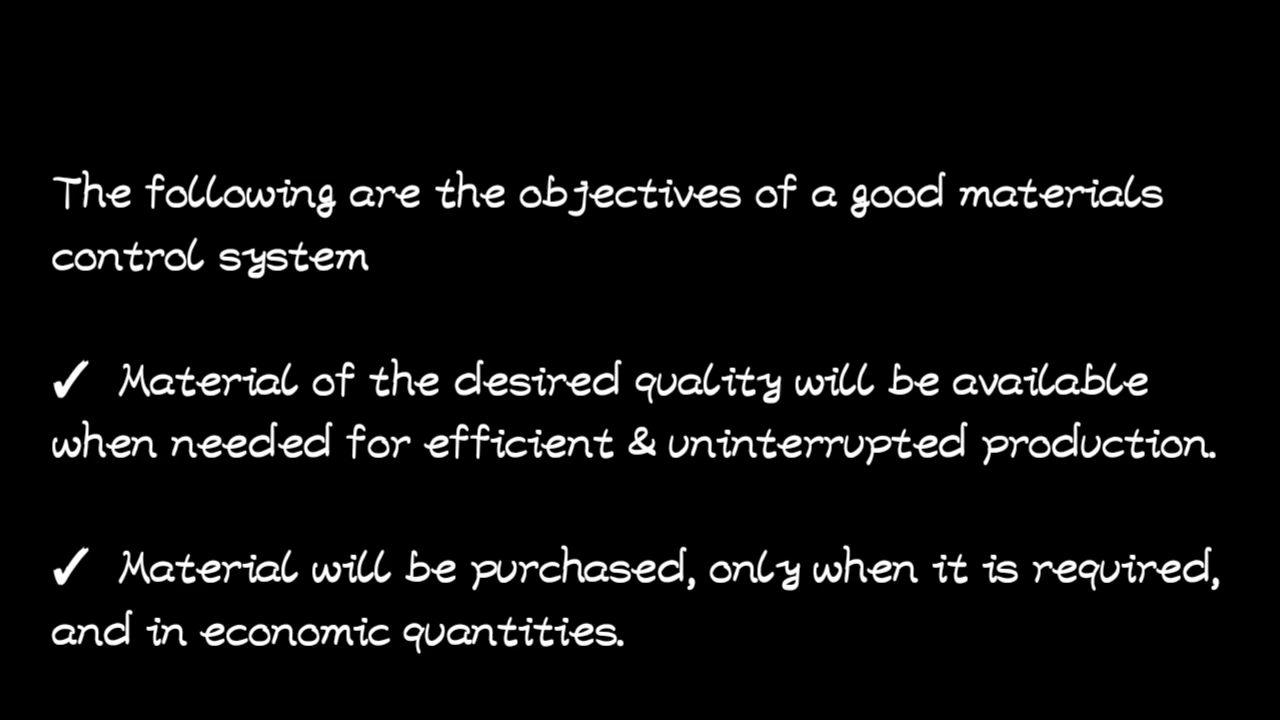 The following are the objectives of a good materials
control system
✓ Material of the desired quality will be available
when needed for efficient & uninterrupted production.
✓ Material will be purchased, only when it is required,
and in economic quantities.